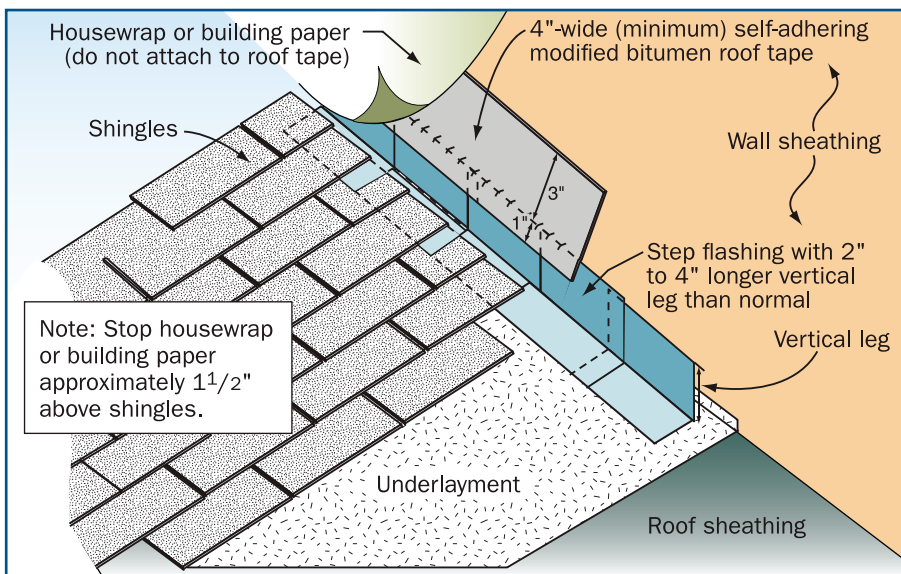 Housewrap or building paper
(do not attach to roof tape)
4"-wide (minimum) self-adhering
modified bitumen roof tape
Shingles
Wall sheathing
3"
1"
Step flashing with 2"
to 4" longer vertical
leg than normal
Vertical leg
Note: Stop housewrap
or building paper
approximately 1 1/2"
above shingles.
Underlayment
Roof sheathing